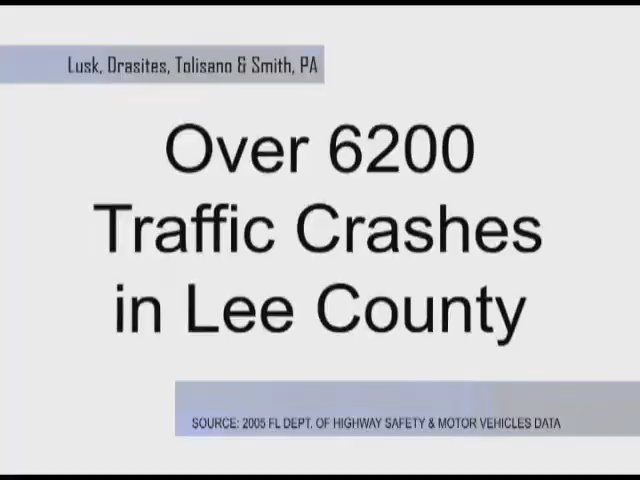 Lusk, Drasites, Tolisano & Smith, PA
Over 6200
Traffic Crashes
in Lee County
SOURCE: 2005 FL DEPT. OF HIGHWAY SAFETY & MOTOR VEHICLES DATA